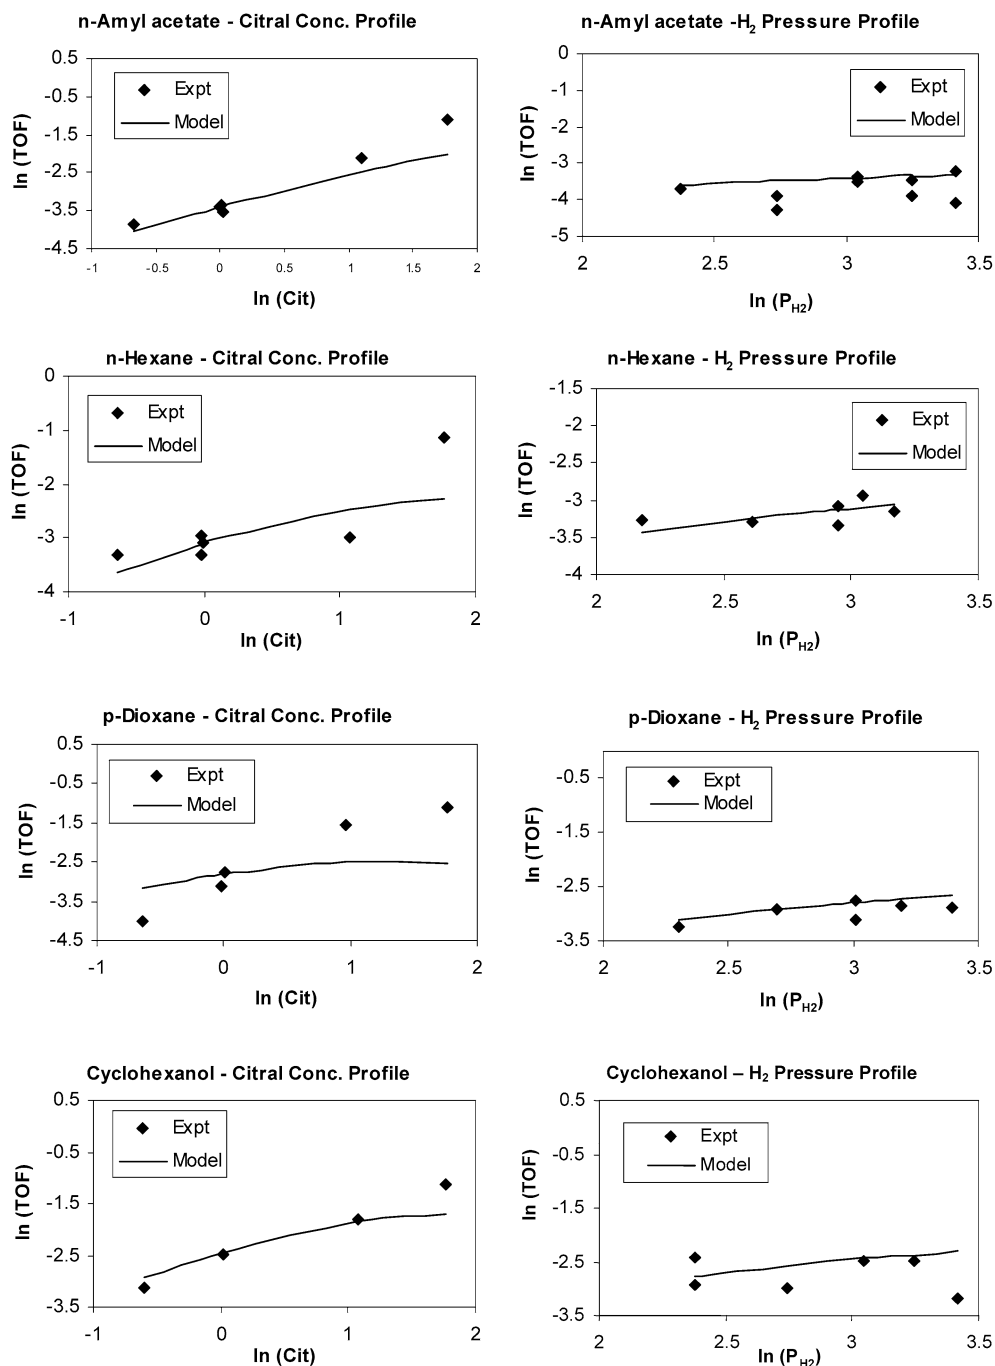 n-Amyl acetate - Citral Conc. Profile
0.5
-0.5
-1.5
-2.5
-3.5
-4.5
ln (TOF)
Expt
Model
-1
-0.5
0
0.5
1
1.5
2
ln (Cit)
n-Amyl acetate -H2 Pressure Profile
0
-1
-2
-3
-4
-5
ln (TOF)
Expt
Model
2
2.5
3
3.5
ln (PH2)
n-Hexane - Citral Conc. Profile
0
-1
-2
-3
-4
ln (TOF)
Expt
Model
-1
0
1
2
ln (Cit)
n-Hexane - H2 Pressure Profile
-1.5
-2
-2.5
-3
-3.5
-4
ln (TOF)
Expt
Model
2
2.5
3
3.5
ln (PH2)
p-Dioxane - Citral Conc. Profile
0.5
-0.5
-1.5
-2.5
-3.5
-4.5
ln (TOF)
Expt
Model
-1
0
1
2
ln (Cit)
p-Dioxane - H2 Pressure Profile
-0.5
-1.5
-2.5
-3.5
ln (TOF)
Expt
Model
2
2.5
3
3.5
ln (PH2)
Cyclohexanol - Citral Conc. Profile
0.5
-0.5
-1.5
-2.5
-3.5
ln (TOF)
Expt
Model
-1
0
1
2
ln (Cit)
Cyclohexanol – H2 Pressure Profile
0.5
-0.5
-1.5
-2.5
-3.5
ln (TOF)
Expt
Model
2
2.5
3
3.5
ln (PH2)